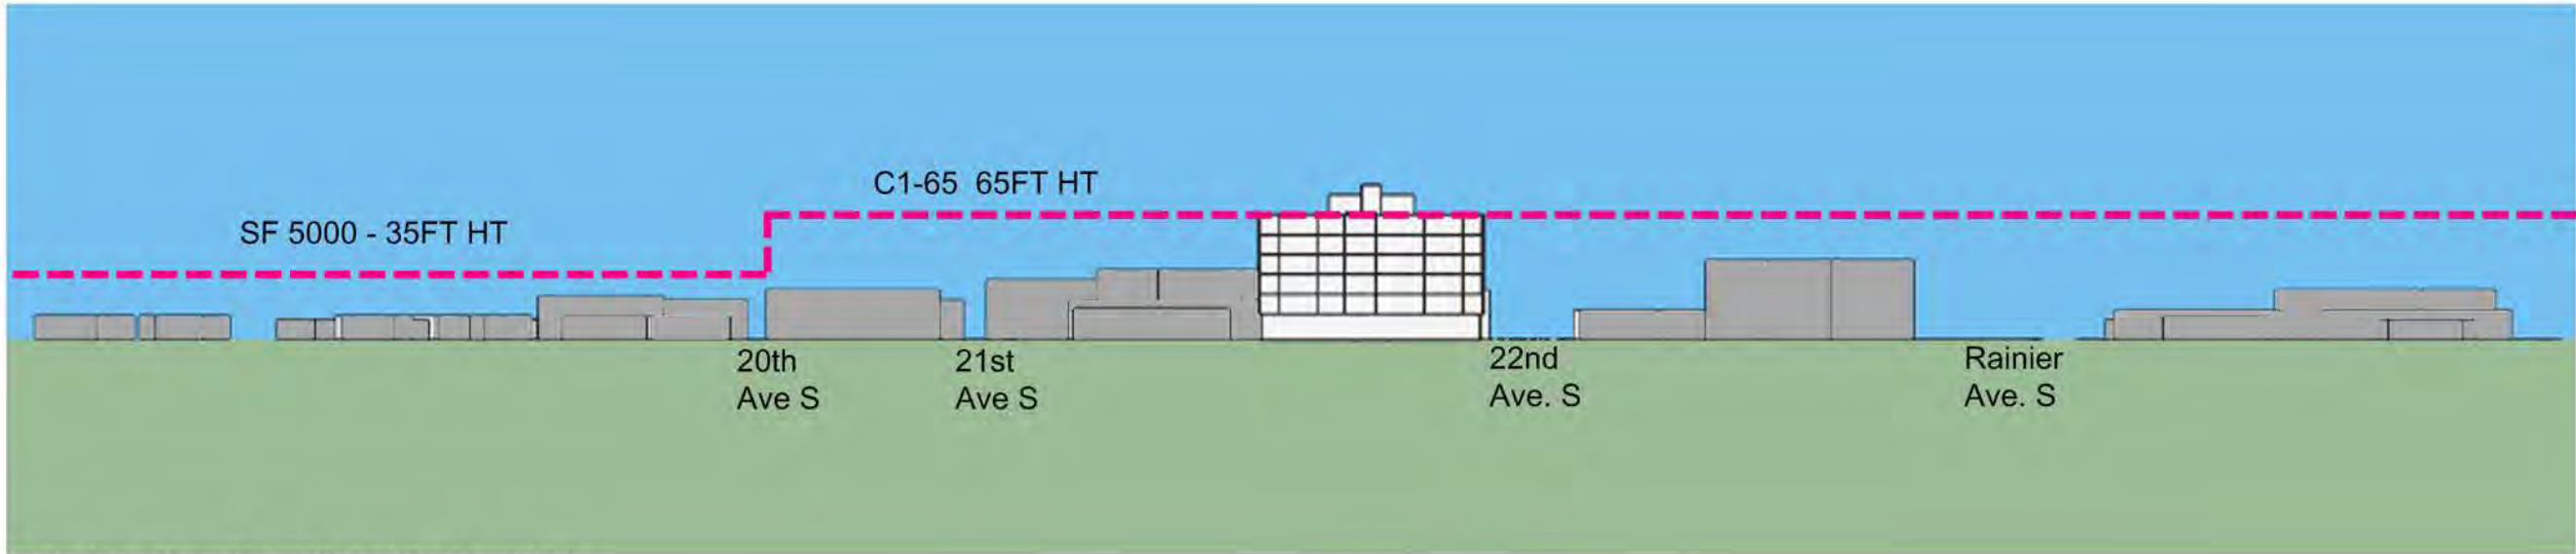 C1-65  65FT HT
SF 5000 - 35FT HT
20th
Ave S
21st
Ave S
22nd
Ave. S
Rainier
Ave. S